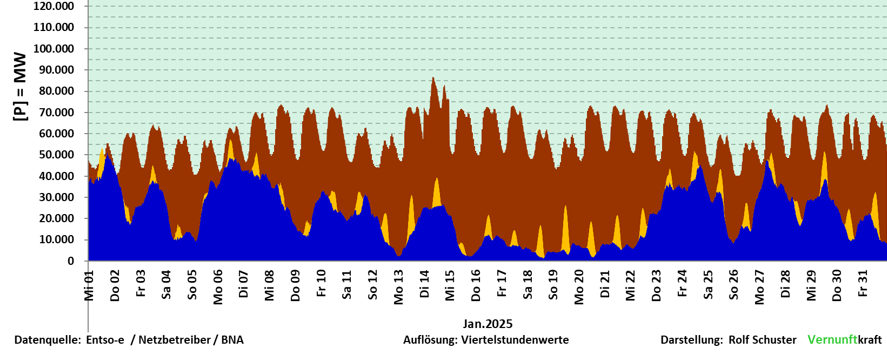 120.000
110.000
100.000
90.000
80.000
70.000
60.000
50.000
40.000
30.000
20.000
10.000
0
[P] = MW
Mi 01
Do 02
Fr 03
Sa 04
So 05
Mo 06
Di 07
Mi 08
Do 09
Fr 10
Sa 11
So 12
Mo 13
Di 14
Mi 15
Do 16
Fr 17
Sa 18
So 19
Mo 20
Di 21
Mi 22
Do 23
Fr 24
Sa 25
So 26
Mo 27
Di 28
Mi 29
Do 30
Fr 31
Jan.2025
Datenquelle: Entso-e / Netzbetreiber / BNA
Auflösung: Viertelstundenwerte
Darstellung: Rolf Schuster Vernunftkraft